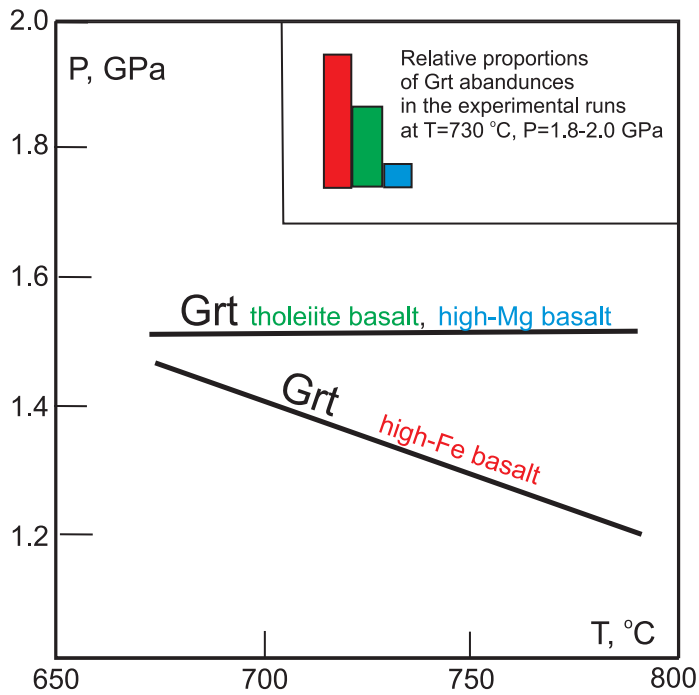 2.0
P, GPa
Relative proportions
of Grt abandunces
in the experimental runs
at T=730 °C, P=1.8-2.0 GPa
1.8
1.6
Grt tholeiite basalt, high-Mg basalt
1.4
Grt
high-Fe basalt
1.2
T, °C
650
700
750
800